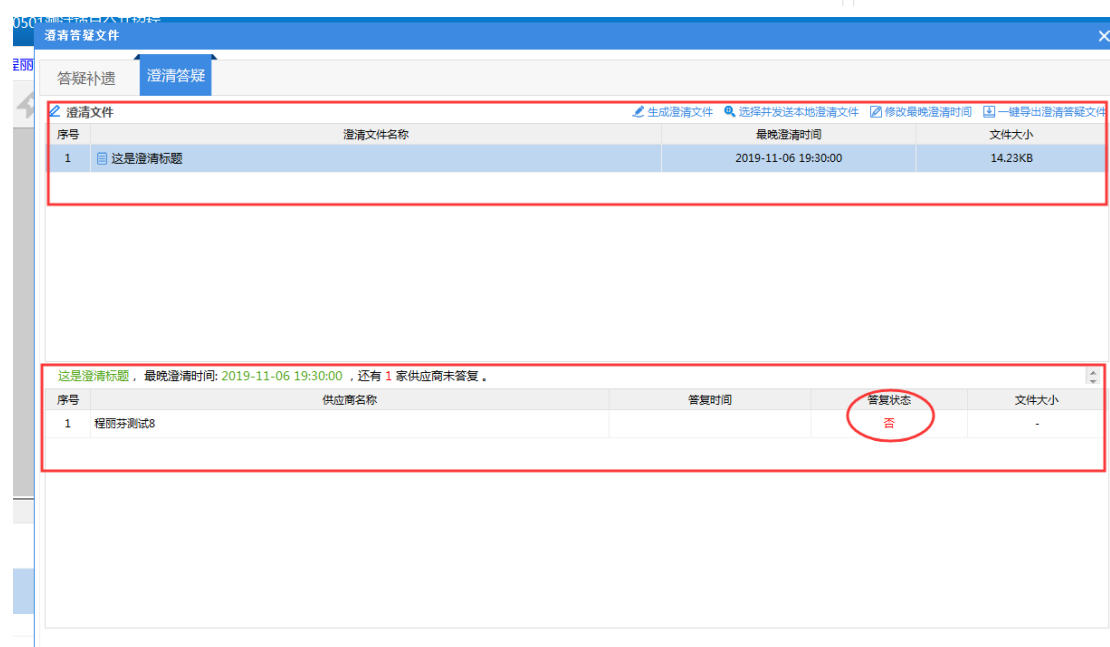 澄清答疑文件
答疑补遗 澄清答疑
澄清文件 生成澄清文件 选择并发送本地澄清文件 修改最晚澄清时间 一键导出澄清答疑文件
序号 澄清文件名称 最晚澄清时间 文件大小
1 这是澄清标题 2019-11-06 19:30:00 14.23KB
这是澄清标题 ,最晚澄清时间: 2019-11-06 19:30:00 ,还有 1 家供应商未答复 。
序号 供应商名称 答复时间 答复状态 文件大小
1 程丽芬测试8 否 -